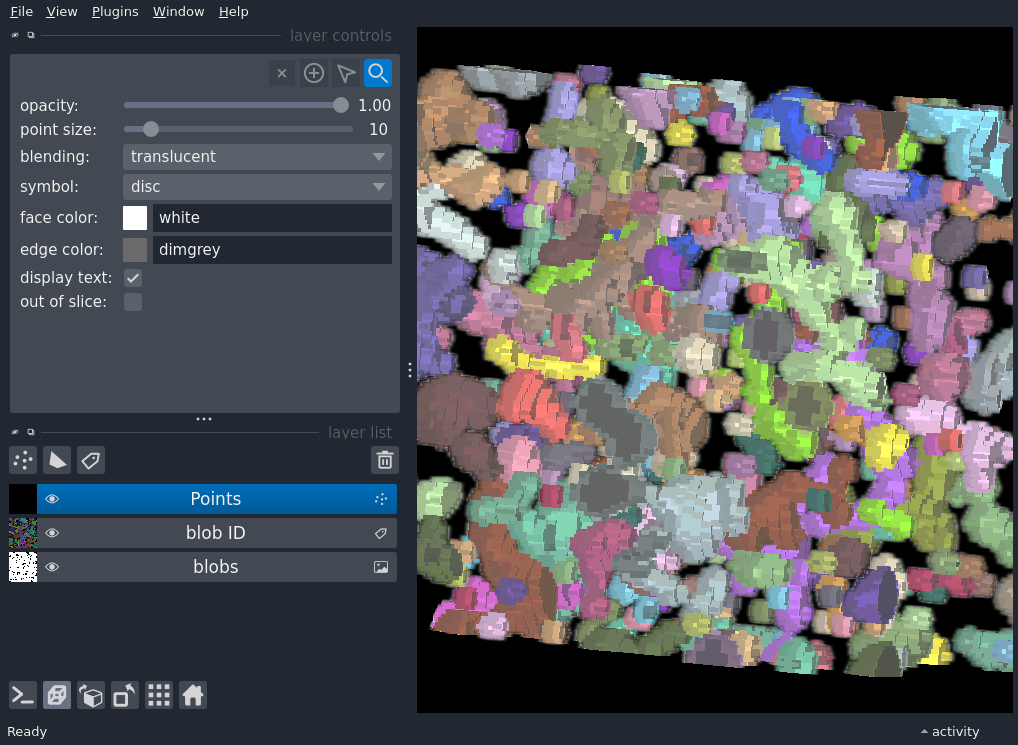 File View Plugins Window Help
layer controls
opacity: 1.00
point size: 10
blending: translucent
symbol: disc
face color: white
edge color: dimgrey
display text:
out of slice:
layer list
Points
blob ID
blobs
Ready activity